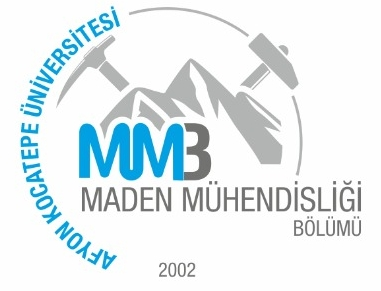 AFYON KOCATEPE ÜNİVERSİTESİ
MMB
MADEN MÜHENDİSLİĞİ
BÖLÜMÜ
2002